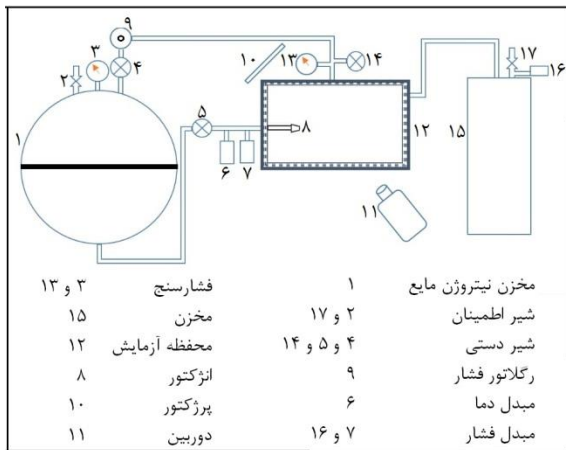 ۹
۳
۲
۴
۱۰
۱۳
۱۴
۱۷
۱۶
۱
۵
۸
۱۲
۱۵
۶
۷
۱۱
مخزن نیتروژن مایع ۱ فشارسنج ۳ و ۱۳
شیر اطمینان ۲ و ۱۷ مخزن ۱۵
شیر دستی ۴ و ۵ و ۱۴ محفظه آزمایش ۱۲
رگلاتور فشار ۹ انژکتور ۸
مبدل دما ۶ پرژکتور ۱۰
مبدل فشار ۷ و ۱۶ دوربین ۱۱